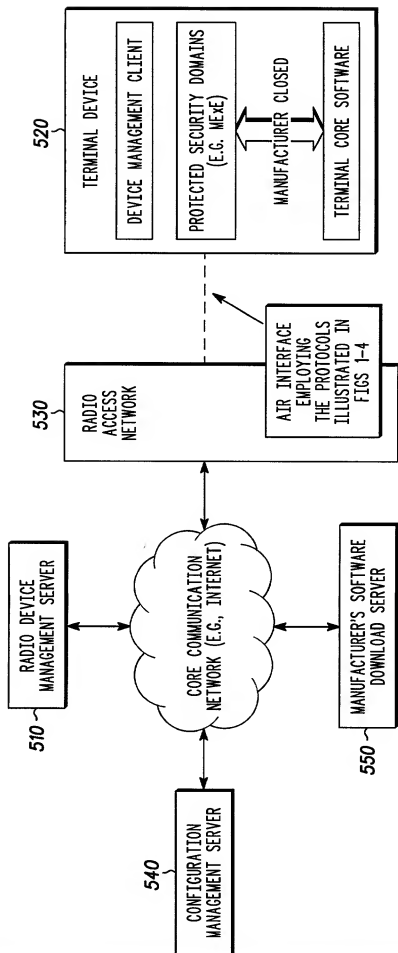 510
RADIO DEVICE
MANAGEMENT SERVER
540
CONFIGURATION
MANAGEMENT SERVER
CORE COMMUNICATION
NETWORK (E.G., INTERNET)
550
MANUFACTURER'S SOFTWARE
DOWNLOAD SERVER
530
RADIO
ACCESS
NETWORK
AIR INTERFACE
EMPLOYING
THE PROTOCOLS
ILLUSTRATED IN
FIGS 1-4
520
TERMINAL DEVICE
DEVICE MANAGEMENT CLIENT
PROTECTED SECURITY DOMAINS
(E.G. MExE)
MANUFACTURER CLOSED
TERMINAL CORE SOFTWARE